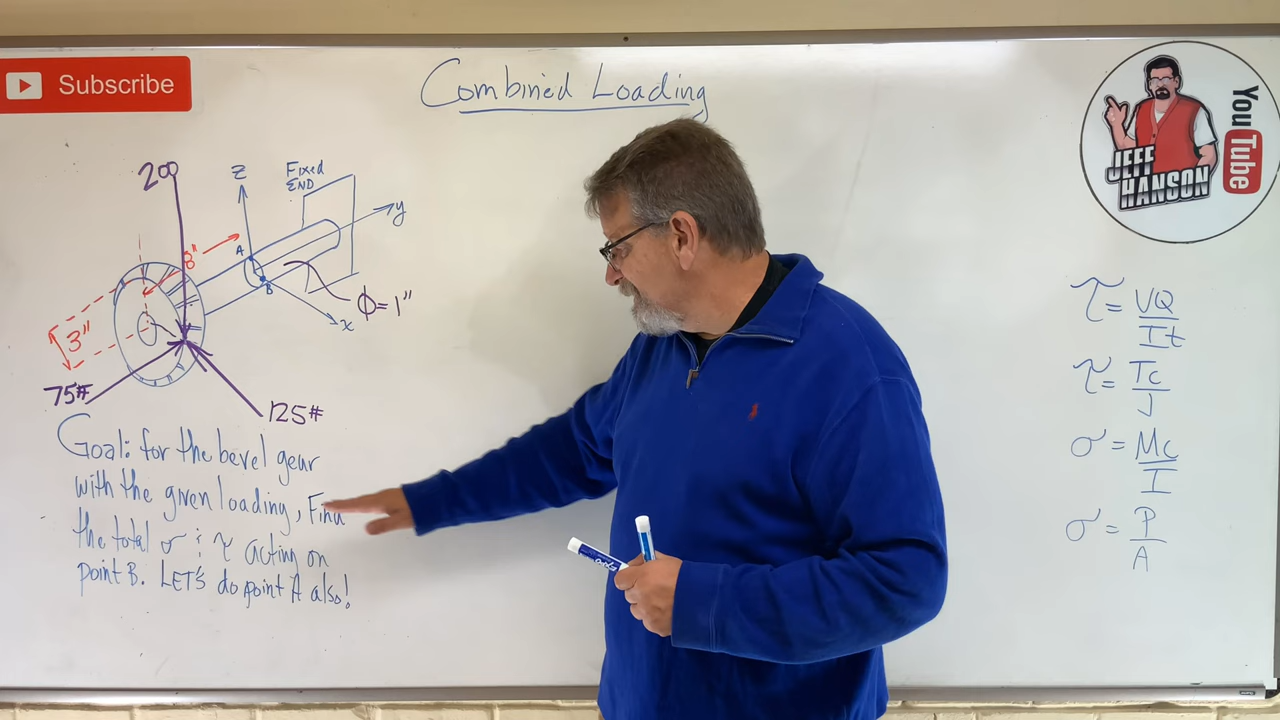 Subscribe
Combined Loading
YouTube
JEFF
HANSON
200
Z
Fixed
END
y
8"
A
B
x
Φ=1"
3"
75#
125#
Goal: for the bevel gear
with the given loading, Find
the total σ & τ acting on
point B. LET'S do point A also!
τ = VQ
It
τ = Tc
J
σ = Mc
I
σ = P
A
EXPO